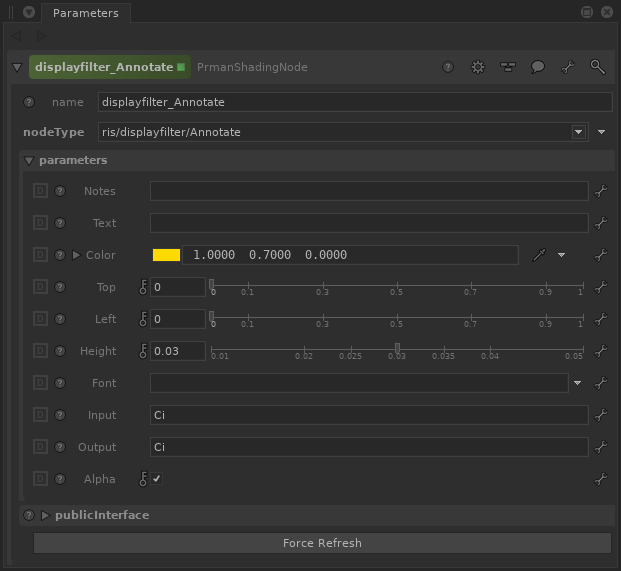 Parameters
displayfilter_Annotate PrmanShadingNode
name displayfilter_Annotate
nodeType ris/displayfilter/Annotate
parameters
D Notes
D Text
D Color 1.0000 0.7000 0.0000
D Top 0 0 0.1 0.3 0.5 0.7 0.9 1
D Left 0 0 0.1 0.3 0.5 0.7 0.9 1
D Height 0.03 0.01 0.02 0.025 0.03 0.035 0.04 0.05
D Font
D Input Ci
D Output Ci
D Alpha
publicInterface
Force Refresh